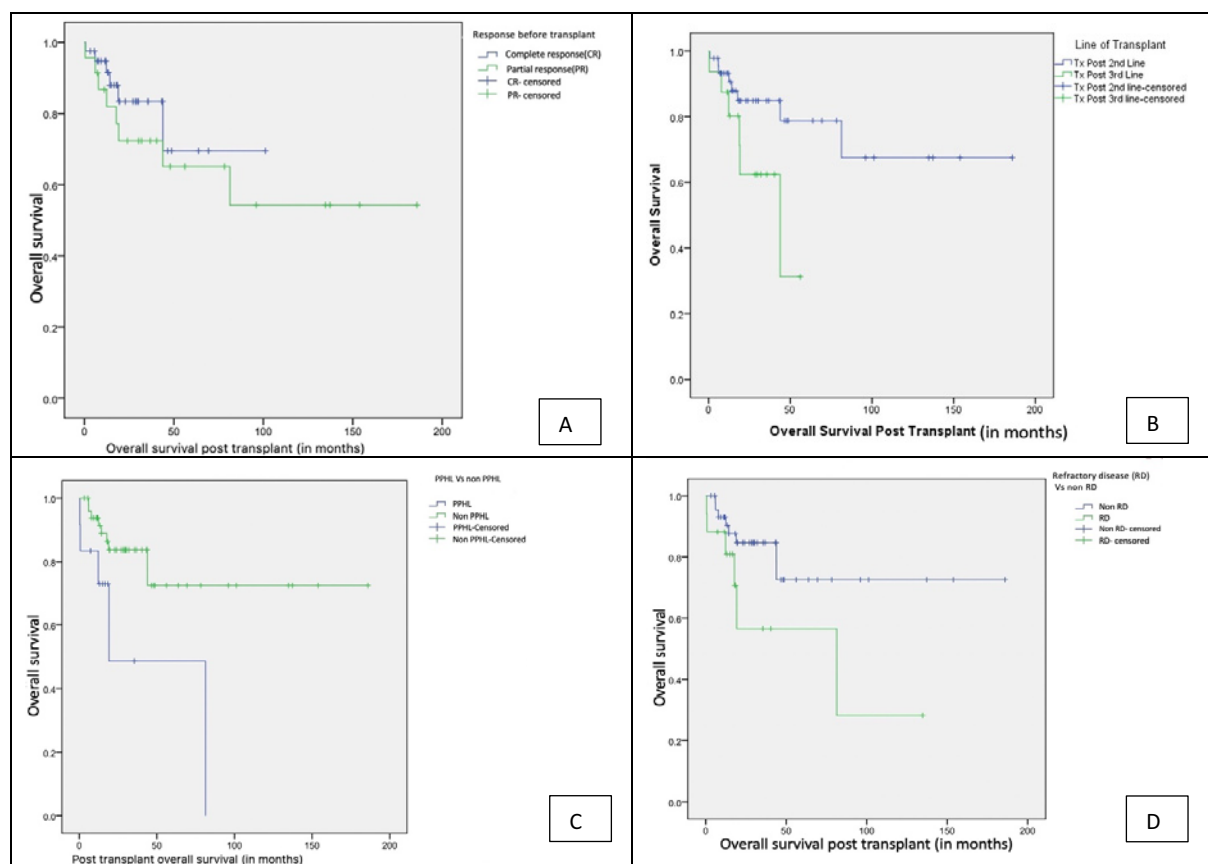 Response before transplant
Complete response(CR)
Partial response(PR)
CR- censored
PR- censored
Overall survival
1.0
0.8
0.6
0.4
0.2
0.0
0
50
100
150
200
Overall survival post transplant (in months)
A
Line of Transplant
Tx Post 2nd Line
Tx Post 3rd Line
Tx Post 2nd line-censored
Tx Post 3rd line-censored
Overall Survival
1.0
0.8
0.6
0.4
0.2
0.0
0
50
100
150
200
Overall Survival Post Transplant (in months)
B
PPHL Vs non PPHL
PPHL
Non PPHL
PPHL-Censored
Non PPHL-Censored
Overall survival
1.0
0.8
0.6
0.4
0.2
0.0
0
50
100
150
200
Post transplant overall survival (in months)
C
Refractory disease (RD)
Vs non RD
Non RD
RD
Non RD- censored
RD- censored
Overall survival
1.0
0.8
0.6
0.4
0.2
0.0
0
50
100
150
200
Overall survival post transplant (in months)
D